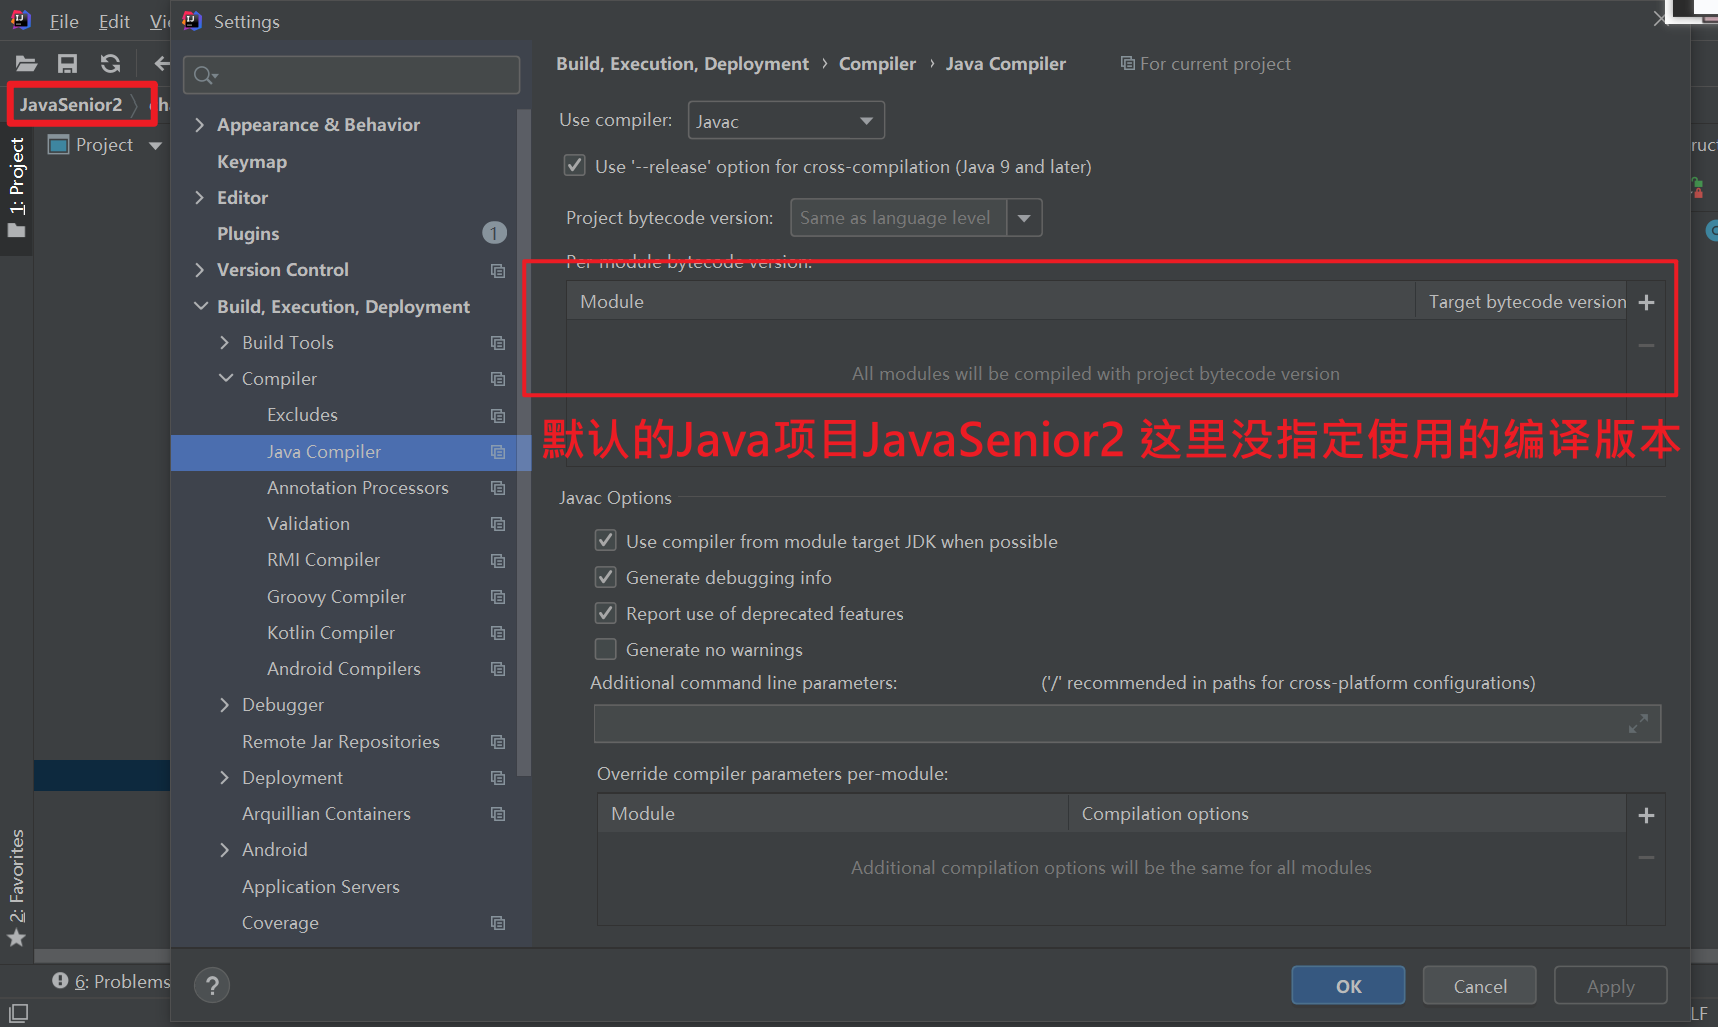 File Edit Vi
Settings
JavaSenior2
Project
1: Project
2: Favorites
6: Problems
Appearance & Behavior
Keymap
Editor
Plugins 1
Version Control
Build, Execution, Deployment
Build Tools
Compiler
Excludes
Java Compiler
Annotation Processors
Validation
RMI Compiler
Groovy Compiler
Kotlin Compiler
Android Compilers
Debugger
Remote Jar Repositories
Deployment
Arquillian Containers
Android
Application Servers
Coverage
Build, Execution, Deployment › Compiler › Java Compiler For current project
Use compiler: Javac
Use '--release' option for cross-compilation (Java 9 and later)
Project bytecode version: Same as language level
Per-module bytecode version:
Module Target bytecode version
All modules will be compiled with project bytecode version
默认的Java项目JavaSenior2 这里没指定使用的编译版本
Javac Options
Use compiler from module target JDK when possible
Generate debugging info
Report use of deprecated features
Generate no warnings
Additional command line parameters: ('/' recommended in paths for cross-platform configurations)
Override compiler parameters per-module:
Module Compilation options
Additional compilation options will be the same for all modules
? OK Cancel Apply
ruct
LF